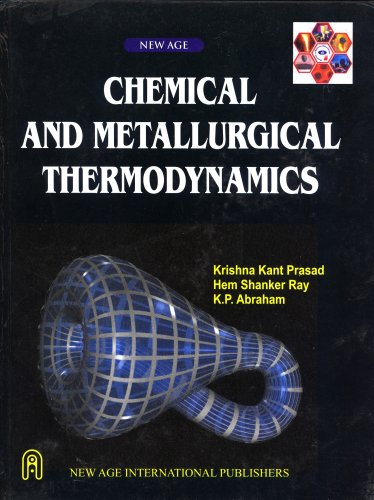 NEW AGE
CHEMICAL
AND METALLURGICAL
THERMODYNAMICS
Krishna Kant Prasad
Hem Shanker Ray
K.P. Abraham
NEW AGE INTERNATIONAL PUBLISHERS